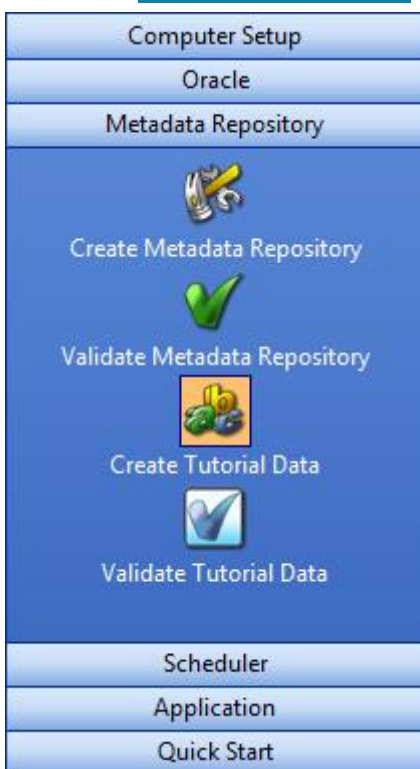 Computer Setup
Oracle
Metadata Repository
Create Metadata Repository
Validate Metadata Repository
abc
Create Tutorial Data
Validate Tutorial Data
Scheduler
Application
Quick Start